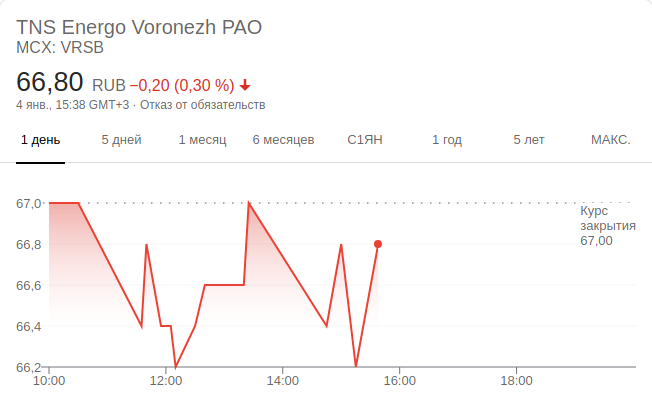 TNS Energo Voronezh PAO
MCX: VRSB
66,80 RUB −0,20 (0,30 %)
4 янв., 15:38 GMT+3 · Отказ от обязательств
1 день 5 дней 1 месяц 6 месяцев С1ЯН 1 год 5 лет МАКС.
67,0
Курс
закрытия
67,00
66,8
66,6
66,4
66,2
10:00 12:00 14:00 16:00 18:00